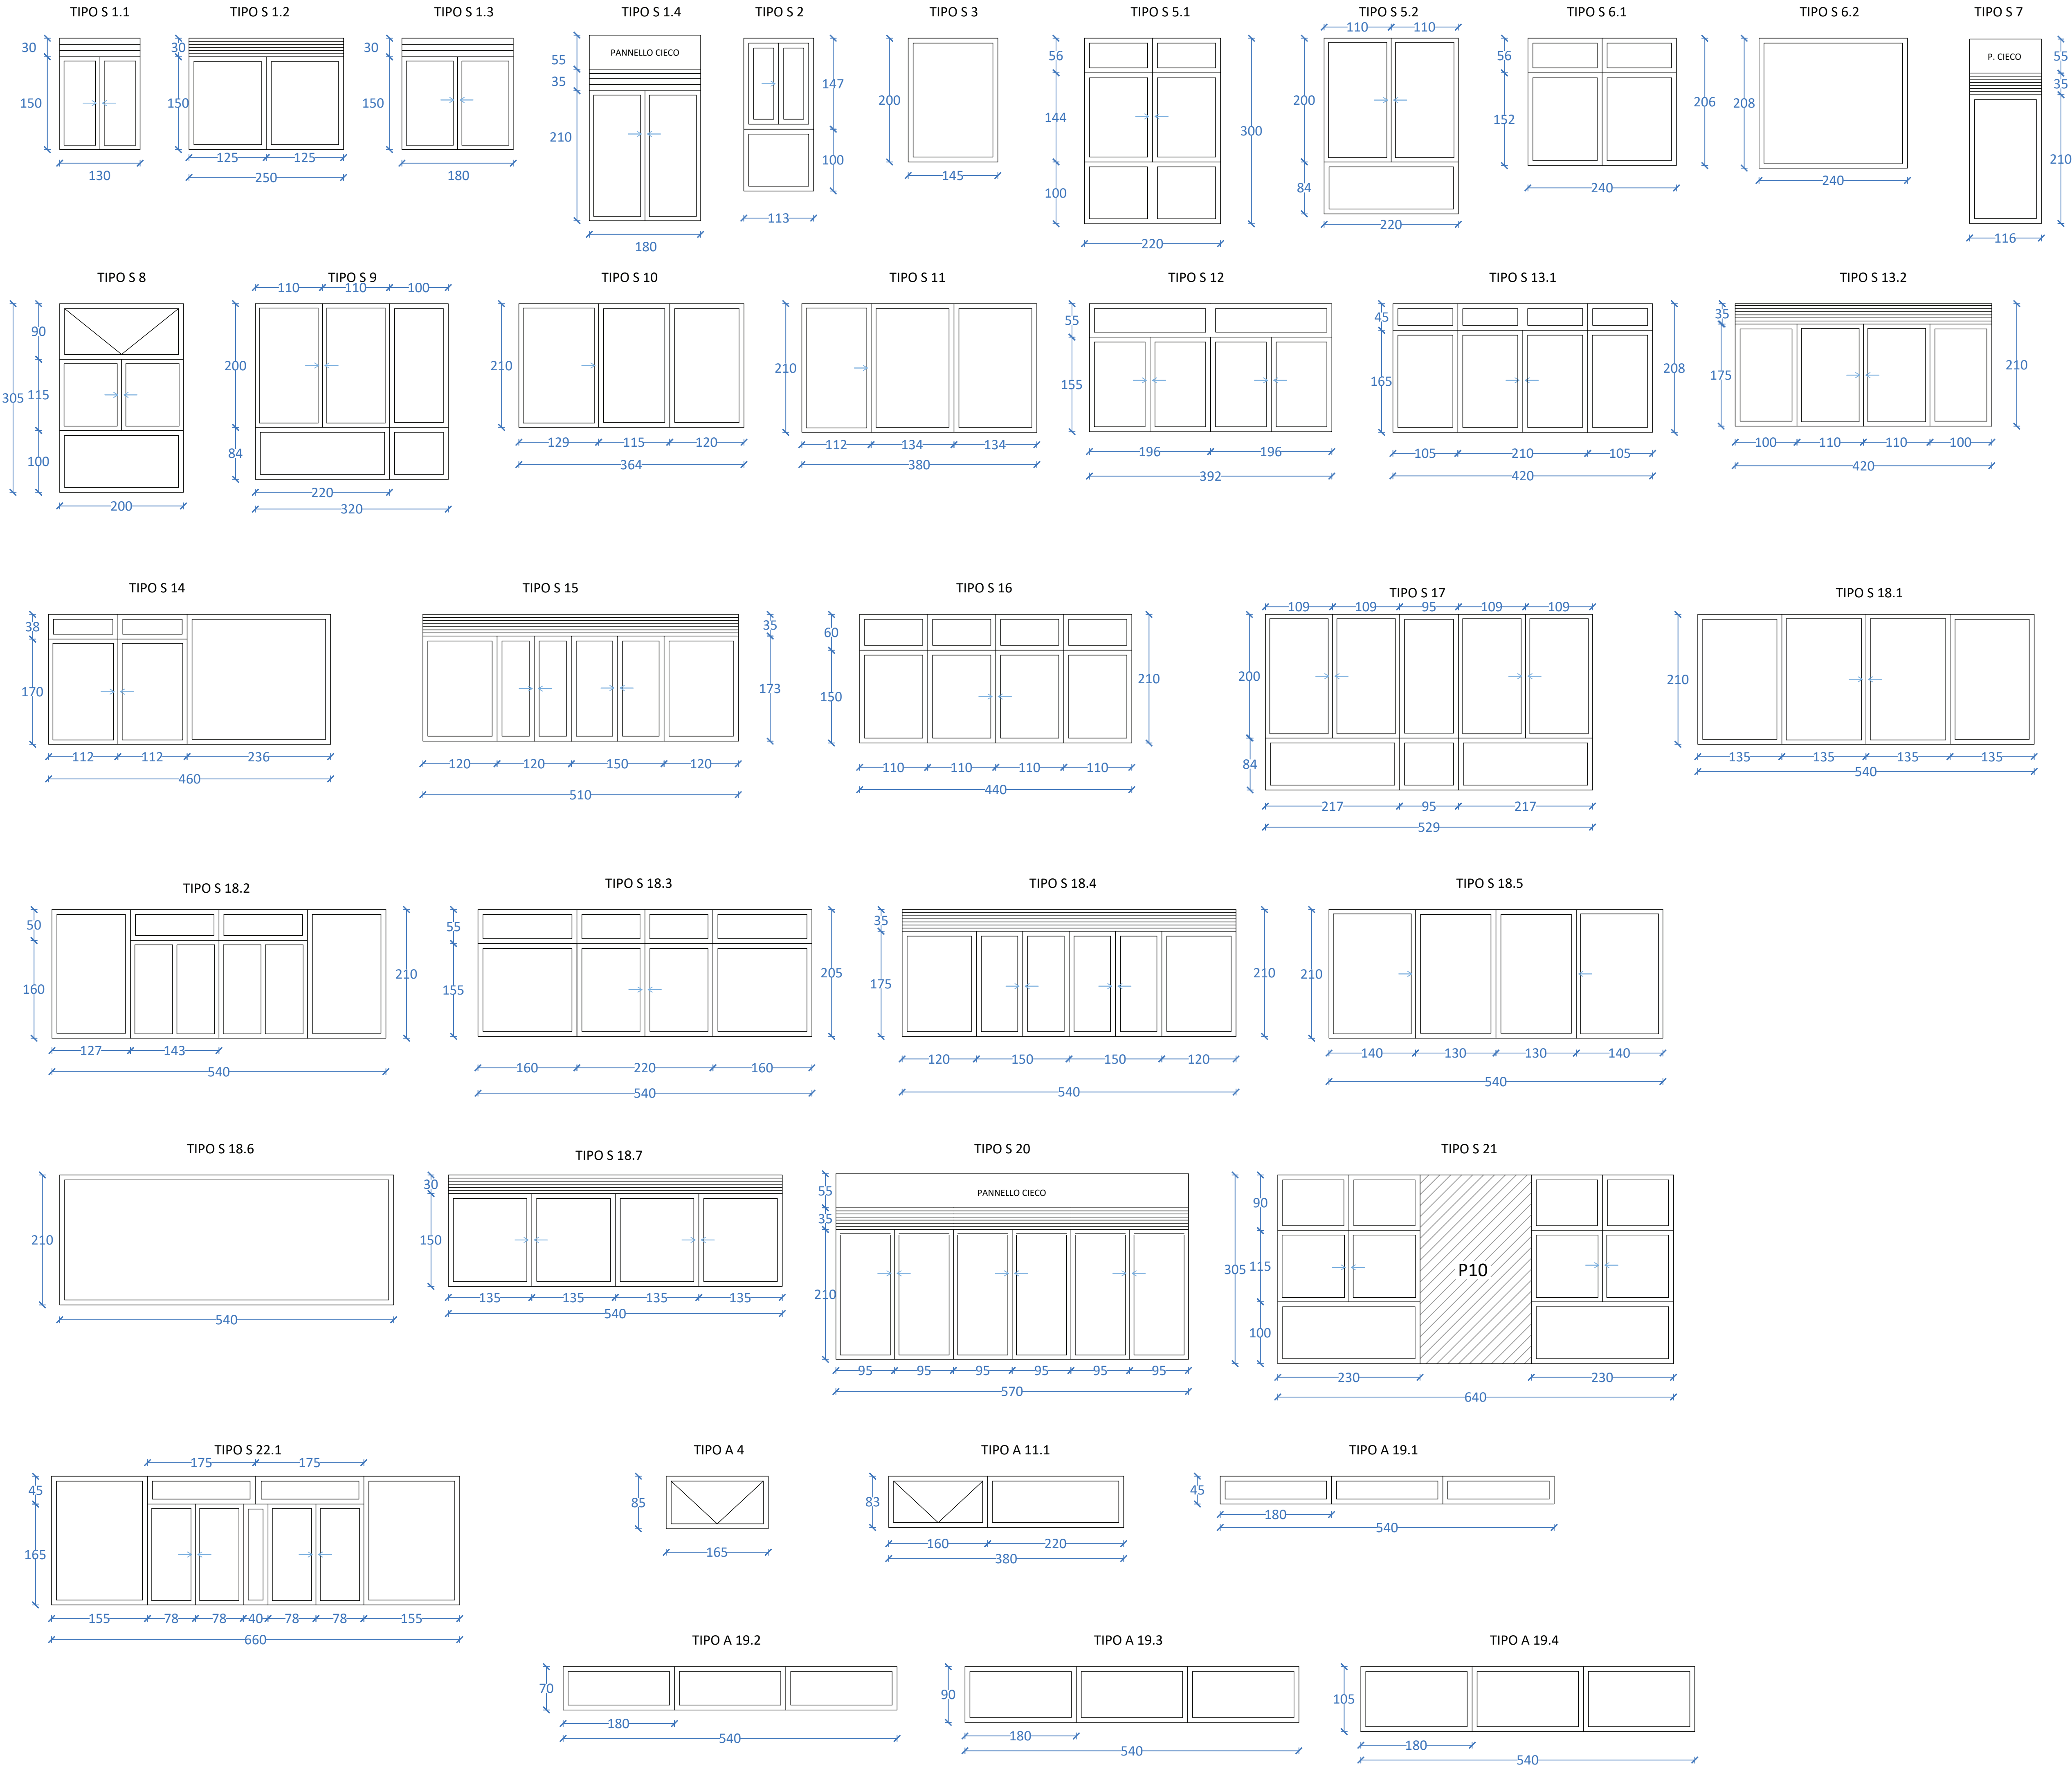 TIPO S 1.1
30
150
130
TIPO S 1.2
30
150
125 125
250
TIPO S 1.3
30
150
180
TIPO S 1.4
PANNELLO CIECO
55
35
210
180
TIPO S 2
147
100
113
TIPO S 3
200
145
TIPO S 5.1
56
144
100
300
220
TIPO S 5.2
110 110
200
84
220
TIPO S 6.1
56
152
206
240
TIPO S 6.2
208
240
TIPO S 7
P. CIECO
55
35
210
116
TIPO S 8
90
305 115
100
200
TIPO S 9
110 110 100
200
84
220
320
TIPO S 10
210
129 115 120
364
TIPO S 11
210
112 134 134
380
TIPO S 12
55
155
196 196
392
TIPO S 13.1
45
165
208
105 210 105
420
TIPO S 13.2
35
175
210
100 110 110 100
420
TIPO S 14
38
170
112 112 236
460
TIPO S 15
35
173
120 120 150 120
510
TIPO S 16
60
150
210
110 110 110 110
440
TIPO S 17
109 109 95 109 109
200
84
217 95 217
529
TIPO S 18.1
210
135 135 135 135
540
TIPO S 18.2
50
160
210
127 143
540
TIPO S 18.3
55
155
205
160 220 160
540
TIPO S 18.4
35
175
210
120 150 150 120
540
TIPO S 18.5
210
140 130 130 140
540
TIPO S 18.6
210
540
TIPO S 18.7
30
150
135 135 135 135
540
TIPO S 20
PANNELLO CIECO
55
35
210
95 95 95 95 95 95
570
TIPO S 21
90
305 115
100
P10
230 230
640
TIPO S 22.1
175 175
45
165
155 78 78 40 78 78 155
660
TIPO A 4
85
165
TIPO A 11.1
83
160 220
380
TIPO A 19.1
45
180
540
TIPO A 19.2
70
180
540
TIPO A 19.3
90
180
540
TIPO A 19.4
105
180
540